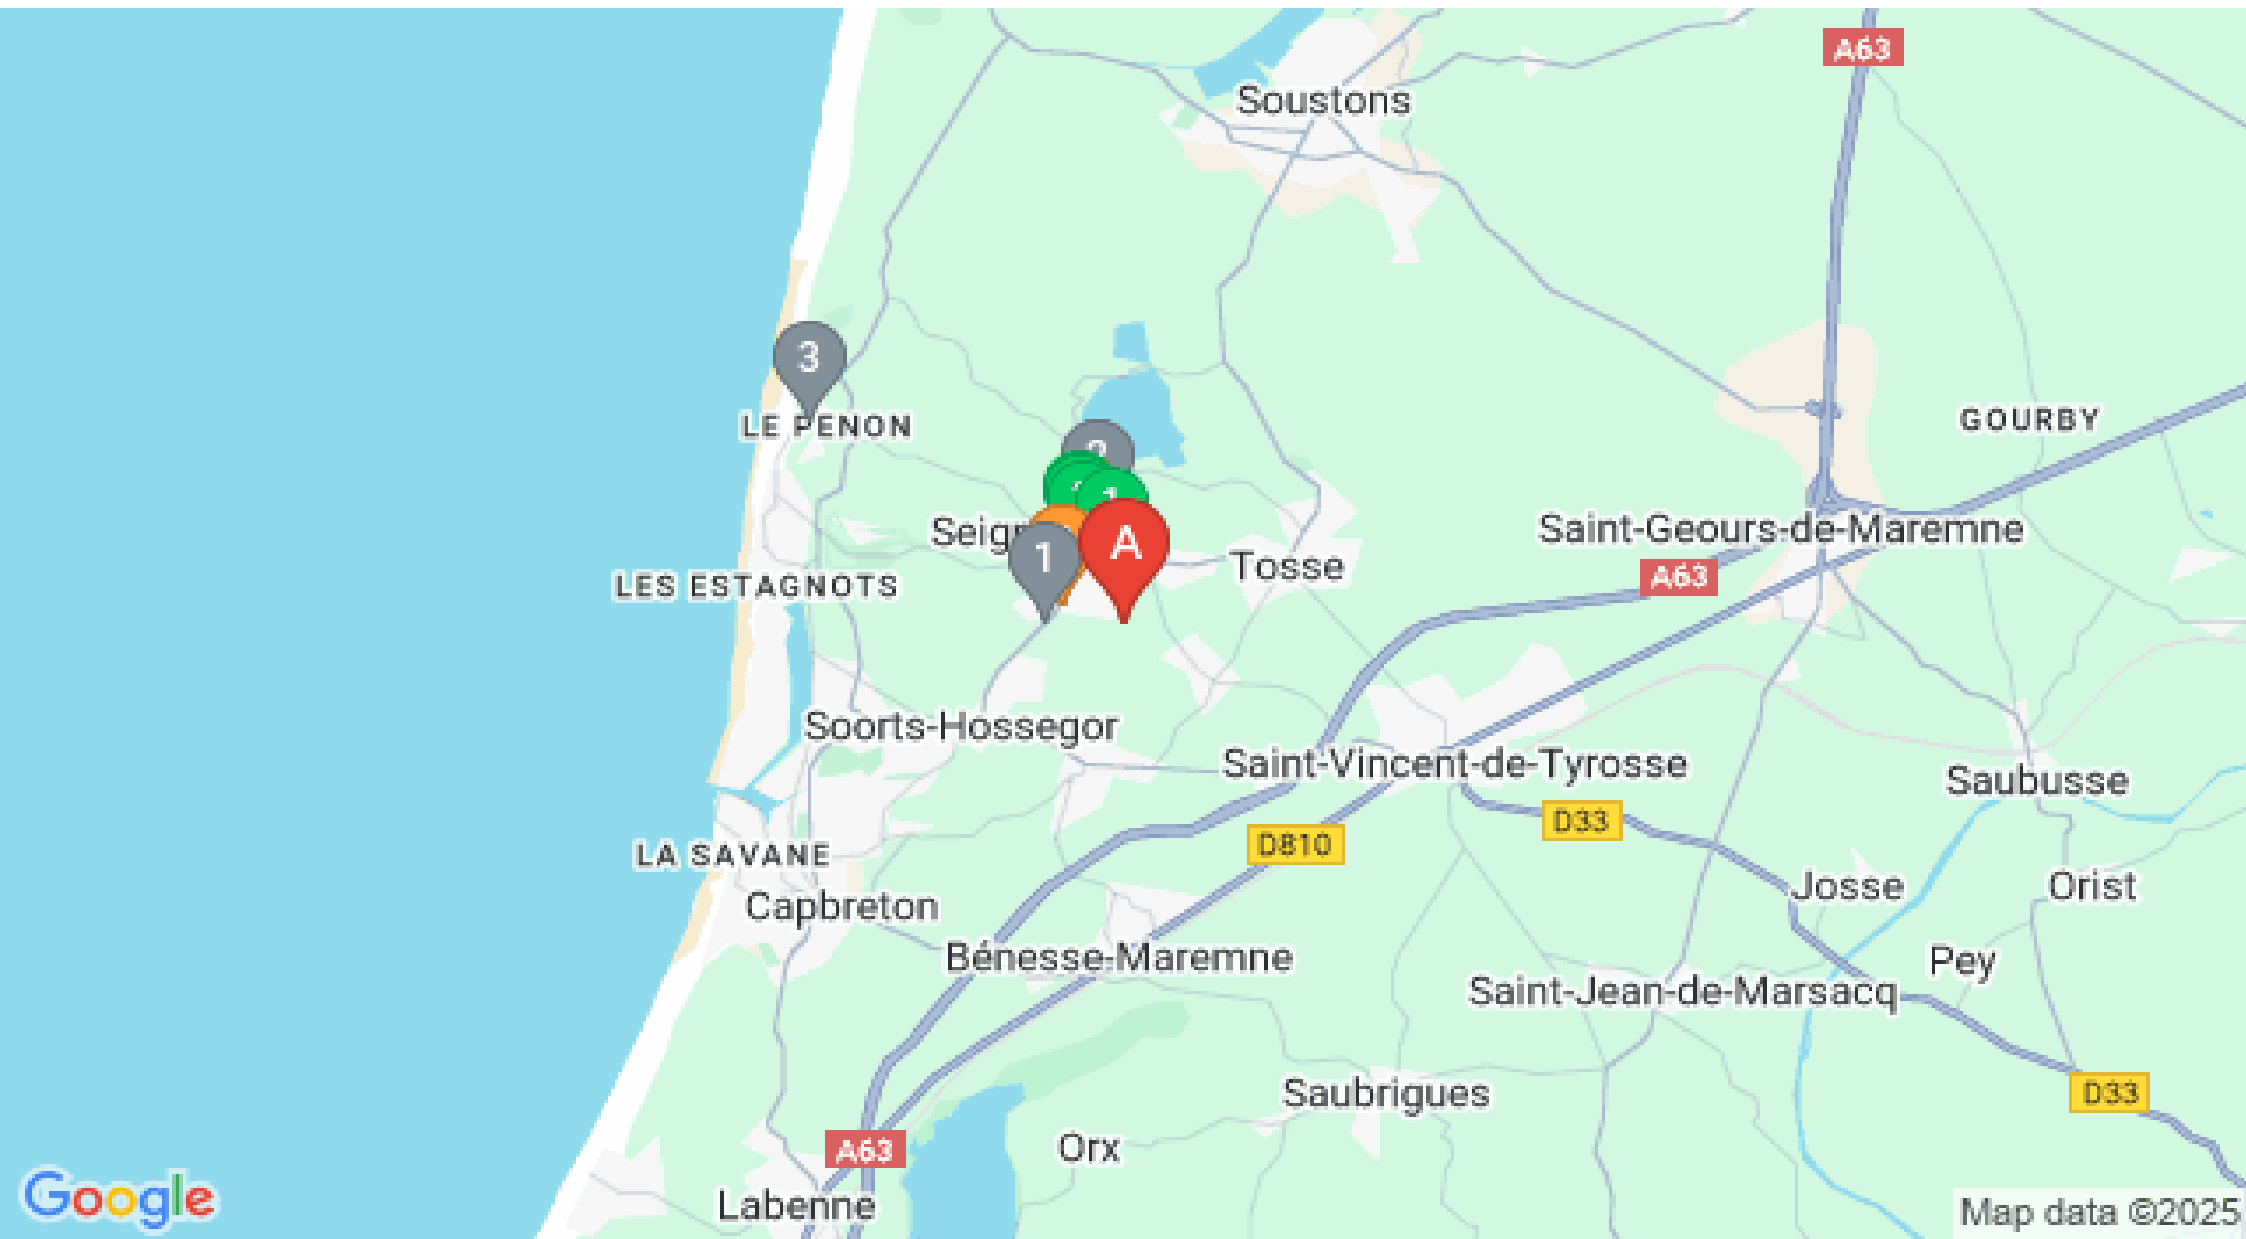 A63
Soustons
3
LE PENON
GOURBY
1
Seign
A
1
Saint-Geours-de-Maremne
Tosse
A63
LES ESTAGNOTS
Soorts-Hossegor
Saint-Vincent-de-Tyrosse
Saubusse
D33
D810
LA SAVANE
Josse
Orist
Capbreton
Bénesse-Maremne
Pey
Saint-Jean-de-Marsacq
Saubrigues
D33
Orx
A63
Labenne
Google
Map data ©2025